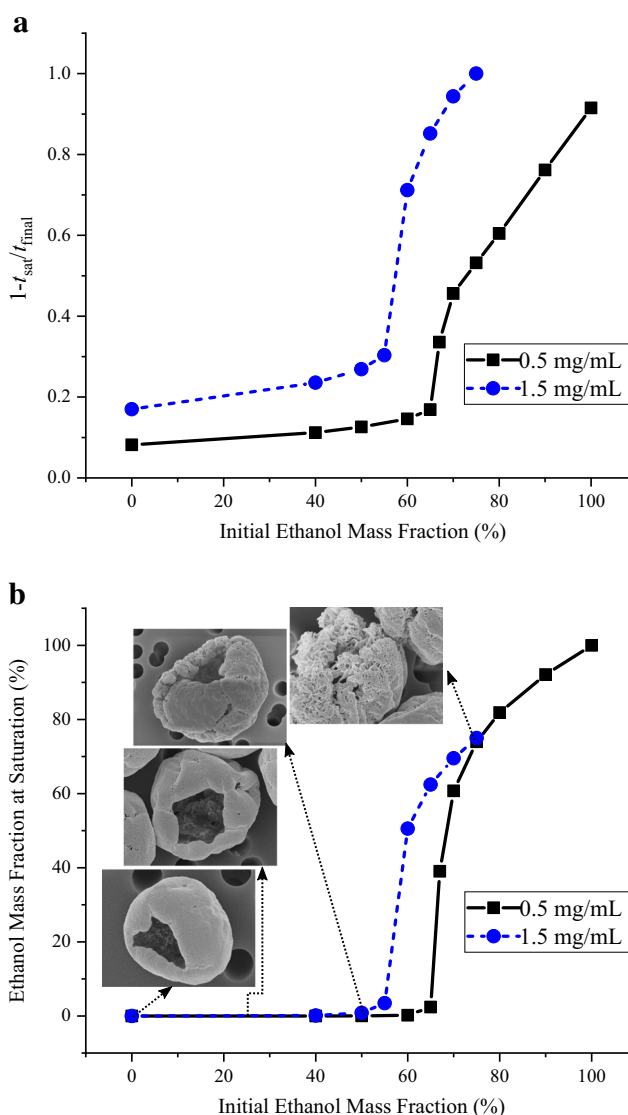 a
1.0
0.8
0.6
0.4
0.2
0.0
1-t_sat/t_final
0.5 mg/mL
1.5 mg/mL
0 20 40 60 80 100
Initial Ethanol Mass Fraction (%)
b
100
80
60
40
20
0
Ethanol Mass Fraction at Saturation (%)
0.5 mg/mL
1.5 mg/mL
0 20 40 60 80 100
Initial Ethanol Mass Fraction (%)